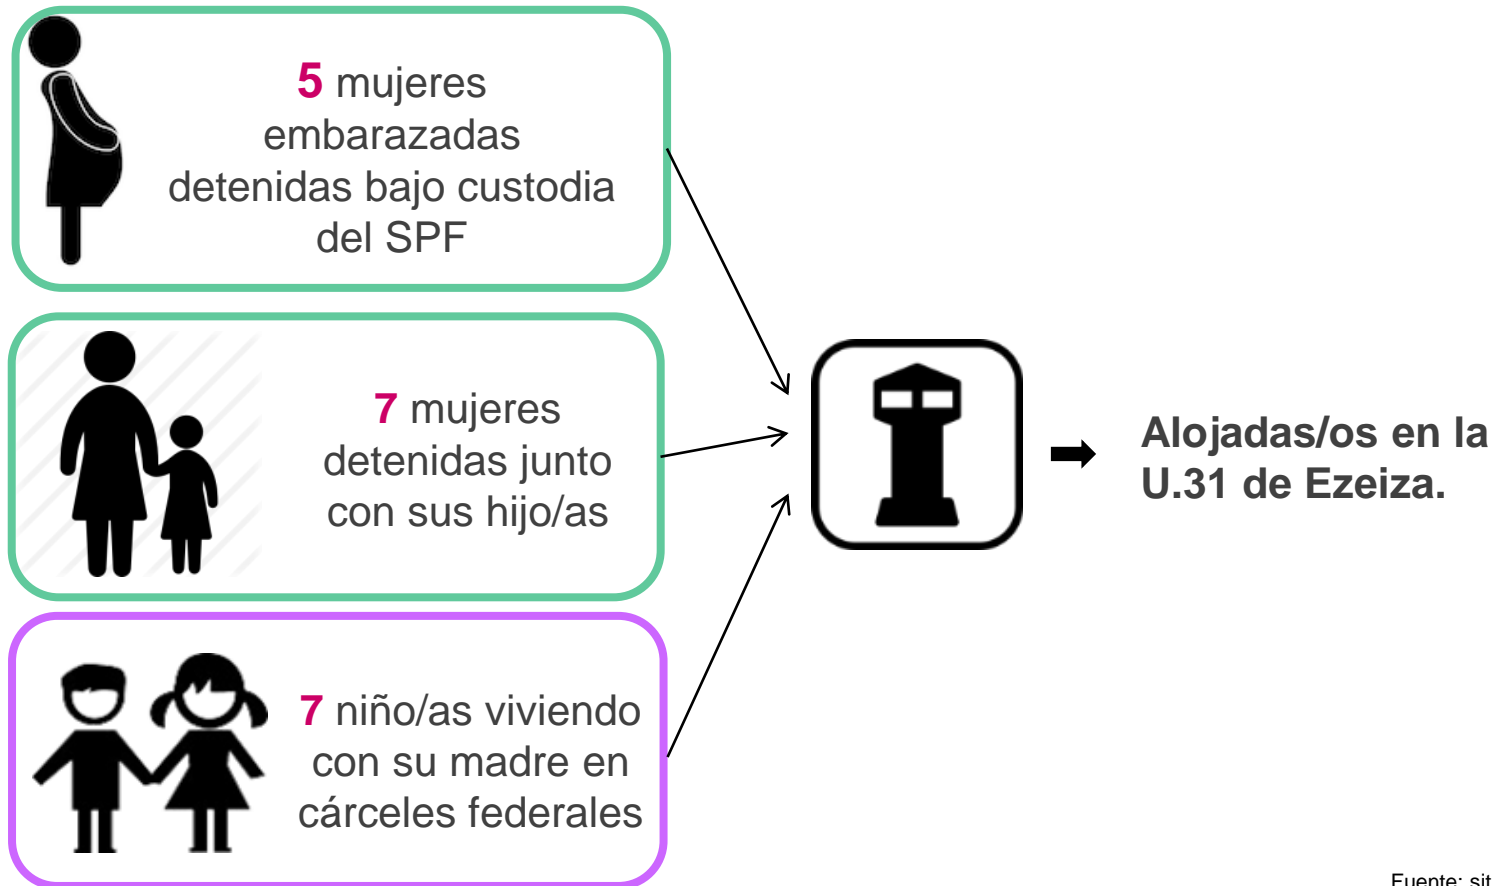 5 mujeres
embarazadas
detenidas bajo custodia
del SPF
7 mujeres
detenidas junto
con sus hijo/as
7 niño/as viviendo
con su madre en
cárceles federales
Alojadas/os en la
U.31 de Ezeiza.
Fuente: sit